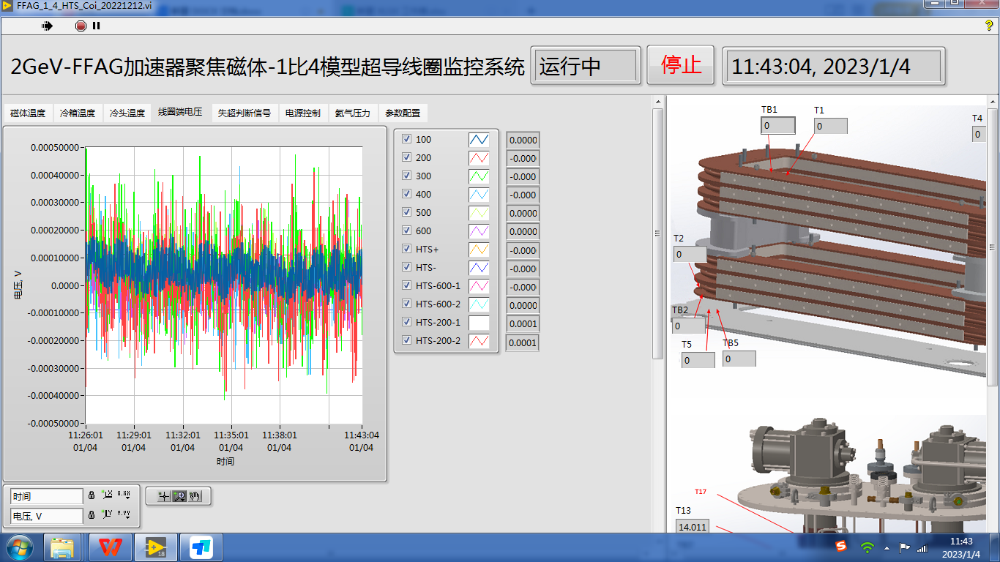 FFAG_1_4_HTS_Coi_20221212.vi
2GeV-FFAG加速器聚焦磁体-1比4模型超导线圈监控系统
运行中
停止
11:43:04, 2023/1/4
磁体温度
冷箱温度
冷头温度
线圈端电压
失超判断信号
电源控制
氦气压力
参数配置
电压, V
0.00050000
0.00040000
0.00030000
0.00020000
0.00010000
0.0000
-0.00010000
-0.00020000
-0.00030000
-0.00040000
-0.00050000
11:26:01
01/04
11:29:01
01/04
11:32:01
01/04
11:35:01
01/04
11:38:01
01/04
11:43:04
01/04
时间
100 0.0000
200 -0.000
300 -0.000
400 -0.000
500 0.0000
600 0.0000
HTS+ -0.000
HTS- -0.000
HTS-600-1 -0.000
HTS-600-2 0.0000
HTS-200-1 0.0001
HTS-200-2 0.0001
时间
X.XX
电压, V
Y.YY
TB1
0
T1
0
T4
0
T2
0
TB2
0
T5
0
TB5
0
T17
T13
14.011
18
11:43
2023/1/4